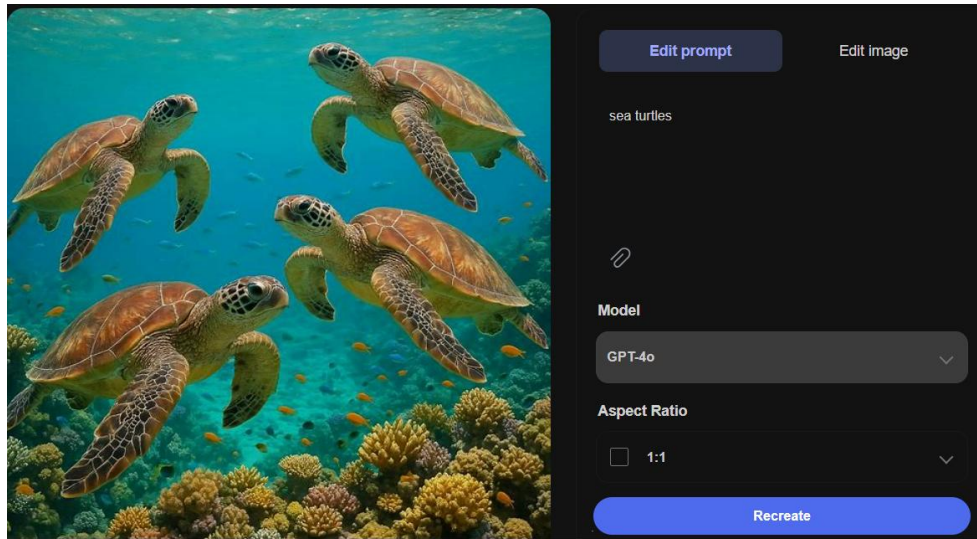 Edit prompt
Edit image
sea turtles
Model
GPT-4o
Aspect Ratio
1:1
Recreate